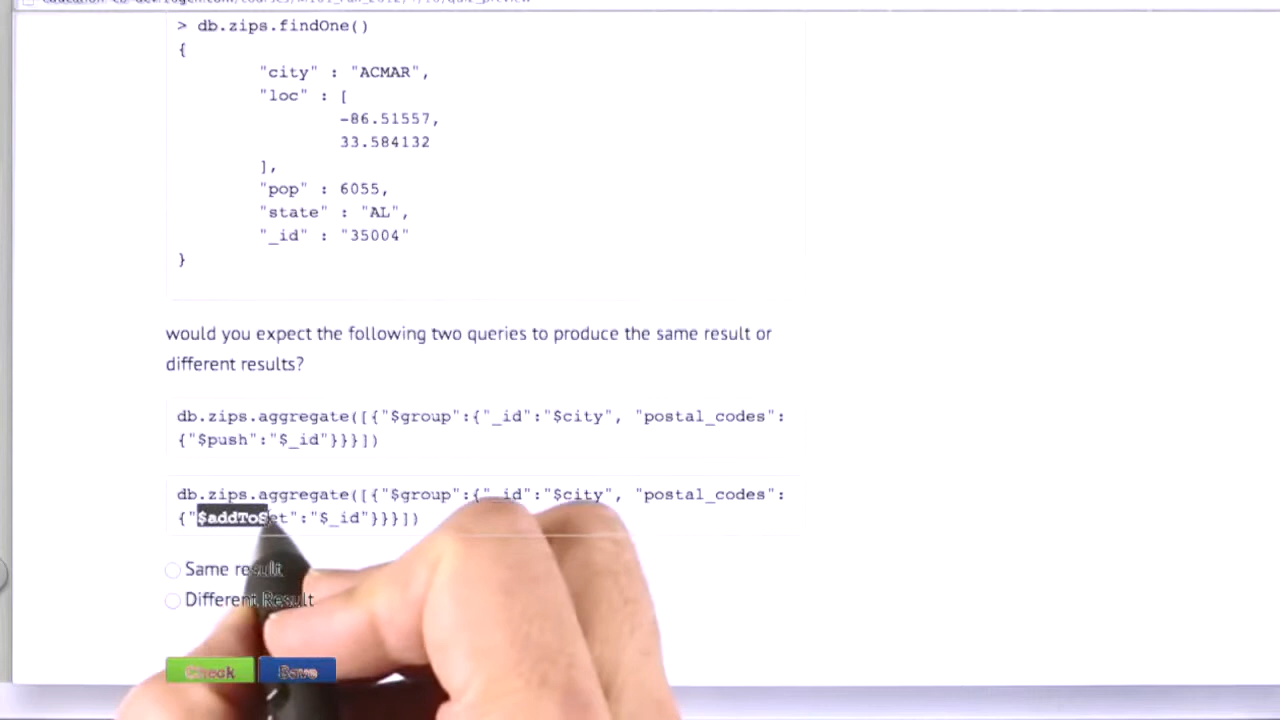 > db.zips.findOne()
{
"city" : "ACMAR",
"loc" : [
-86.51557,
33.584132
],
"pop" : 6055,
"state" : "AL",
"_id" : "35004"
}
would you expect the following two queries to produce the same result or
different results?
db.zips.aggregate([{"$group":{"_id":"$city", "postal_codes":
{"$push":"$_id"}}}])
db.zips.aggregate([{"$group":{"_id":"$city", "postal_codes":
{"$addToSet":"$_id"}}}])
Same result
Different Result
Check Save